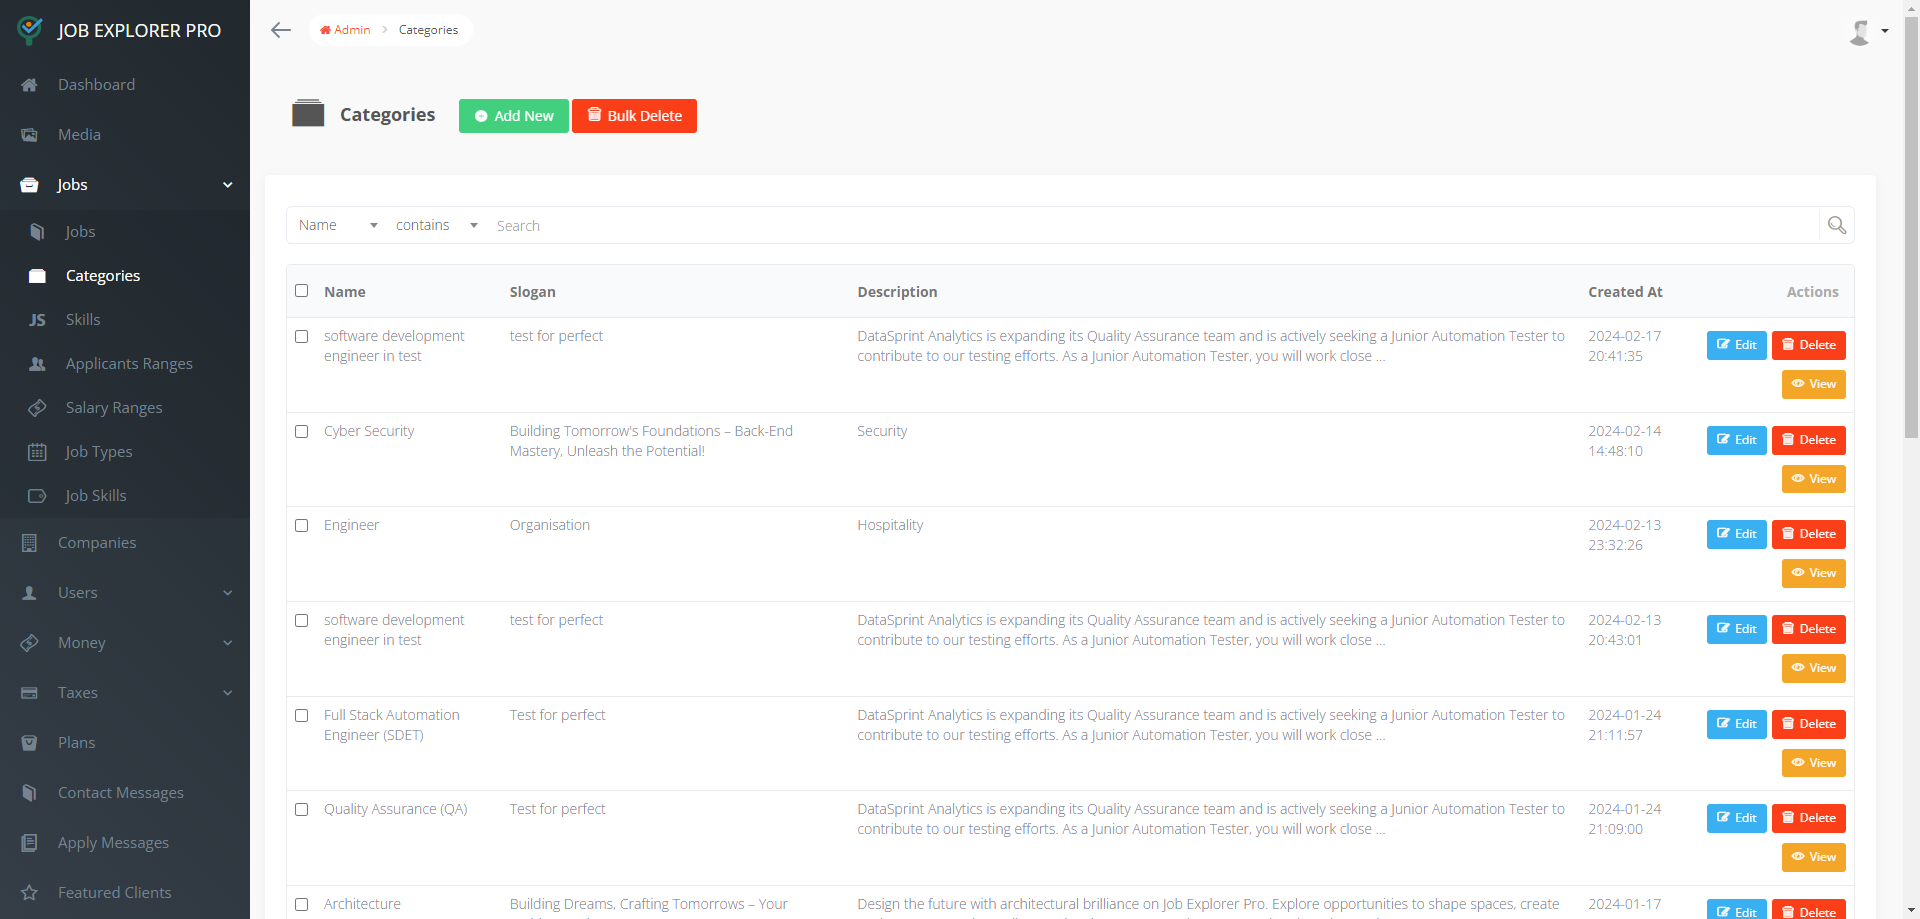 JOB EXPLORER PRO
Dashboard
Media
Jobs
Jobs
Categories
JS Skills
Applicants Ranges
Salary Ranges
Job Types
Job Skills
Companies
Users
Money
Taxes
Plans
Contact Messages
Apply Messages
Featured Clients
Admin > Categories
Categories Add New Bulk Delete
Name contains Search
Name Slogan Description Created At Actions
software development test for perfect DataSprint Analytics is expanding its Quality Assurance team and is actively seeking a Junior Automation Tester to 2024-02-17 Edit Delete
engineer in test contribute to our testing efforts. As a Junior Automation Tester, you will work close ... 20:41:35
View
Cyber Security Building Tomorrow's Foundations – Back-End Security 2024-02-14 Edit Delete
Mastery, Unleash the Potential! 14:48:10
View
Engineer Organisation Hospitality 2024-02-13 Edit Delete
23:32:26
View
software development test for perfect DataSprint Analytics is expanding its Quality Assurance team and is actively seeking a Junior Automation Tester to 2024-02-13 Edit Delete
engineer in test contribute to our testing efforts. As a Junior Automation Tester, you will work close ... 20:43:01
View
Full Stack Automation Test for perfect DataSprint Analytics is expanding its Quality Assurance team and is actively seeking a Junior Automation Tester to 2024-01-24 Edit Delete
Engineer (SDET) contribute to our testing efforts. As a Junior Automation Tester, you will work close ... 21:11:57
View
Quality Assurance (QA) Test for perfect DataSprint Analytics is expanding its Quality Assurance team and is actively seeking a Junior Automation Tester to 2024-01-24 Edit Delete
contribute to our testing efforts. As a Junior Automation Tester, you will work close ... 21:09:00
View
Architecture Building Dreams, Crafting Tomorrows – Your Design the future with architectural brilliance on Job Explorer Pro. Explore opportunities to shape spaces, create 2024-01-17 Edit Delete